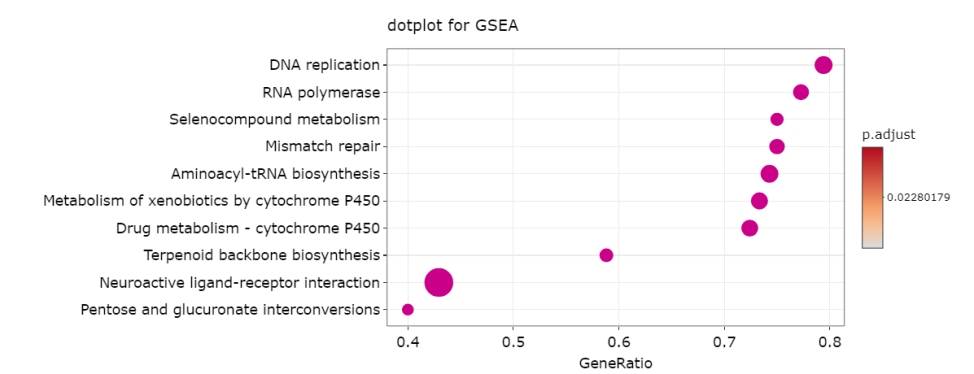 dotplot for GSEA
DNA replication
RNA polymerase
Selenocompound metabolism
Mismatch repair
Aminoacyl-tRNA biosynthesis
Metabolism of xenobiotics by cytochrome P450
Drug metabolism - cytochrome P450
Terpenoid backbone biosynthesis
Neuroactive ligand-receptor interaction
Pentose and glucuronate interconversions
0.4 0.5 0.6 0.7 0.8
GeneRatio
p.adjust
0.02280179